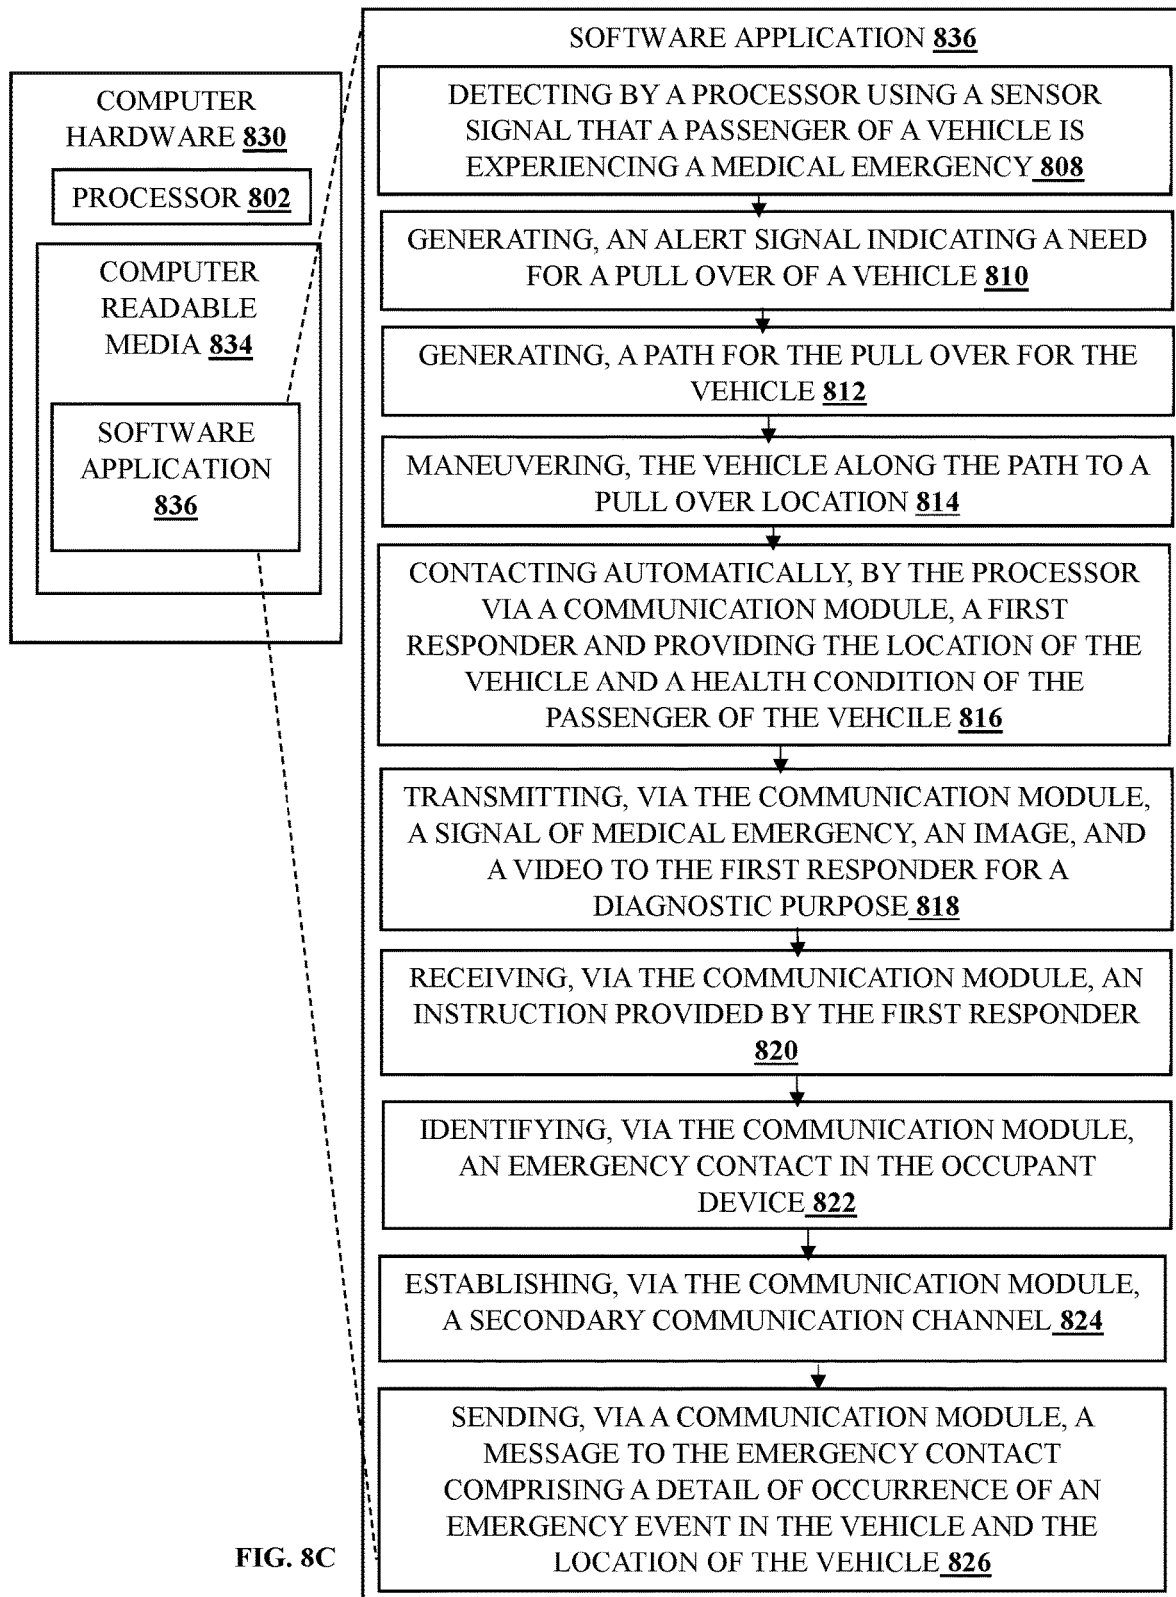 COMPUTER
HARDWARE 830
PROCESSOR 802
COMPUTER
READABLE
MEDIA 834
SOFTWARE
APPLICATION
836
SOFTWARE APPLICATION 836
DETECTING BY A PROCESSOR USING A SENSOR
SIGNAL THAT A PASSENGER OF A VEHICLE IS
EXPERIENCING A MEDICAL EMERGENCY 808
GENERATING, AN ALERT SIGNAL INDICATING A NEED
FOR A PULL OVER OF A VEHICLE 810
GENERATING, A PATH FOR THE PULL OVER FOR THE
VEHICLE 812
MANEUVERING, THE VEHICLE ALONG THE PATH TO A
PULL OVER LOCATION 814
CONTACTING AUTOMATICALLY, BY THE PROCESSOR
VIA A COMMUNICATION MODULE, A FIRST
RESPONDER AND PROVIDING THE LOCATION OF THE
VEHICLE AND A HEALTH CONDITION OF THE
PASSENGER OF THE VEHCILE 816
TRANSMITTING, VIA THE COMMUNICATION MODULE,
A SIGNAL OF MEDICAL EMERGENCY, AN IMAGE, AND
A VIDEO TO THE FIRST RESPONDER FOR A
DIAGNOSTIC PURPOSE 818
RECEIVING, VIA THE COMMUNICATION MODULE, AN
INSTRUCTION PROVIDED BY THE FIRST RESPONDER
820
IDENTIFYING, VIA THE COMMUNICATION MODULE,
AN EMERGENCY CONTACT IN THE OCCUPANT
DEVICE 822
ESTABLISHING, VIA THE COMMUNICATION MODULE,
A SECONDARY COMMUNICATION CHANNEL 824
SENDING, VIA A COMMUNICATION MODULE, A
MESSAGE TO THE EMERGENCY CONTACT
COMPRISING A DETAIL OF OCCURRENCE OF AN
EMERGENCY EVENT IN THE VEHICLE AND THE
LOCATION OF THE VEHICLE 826
FIG. 8C